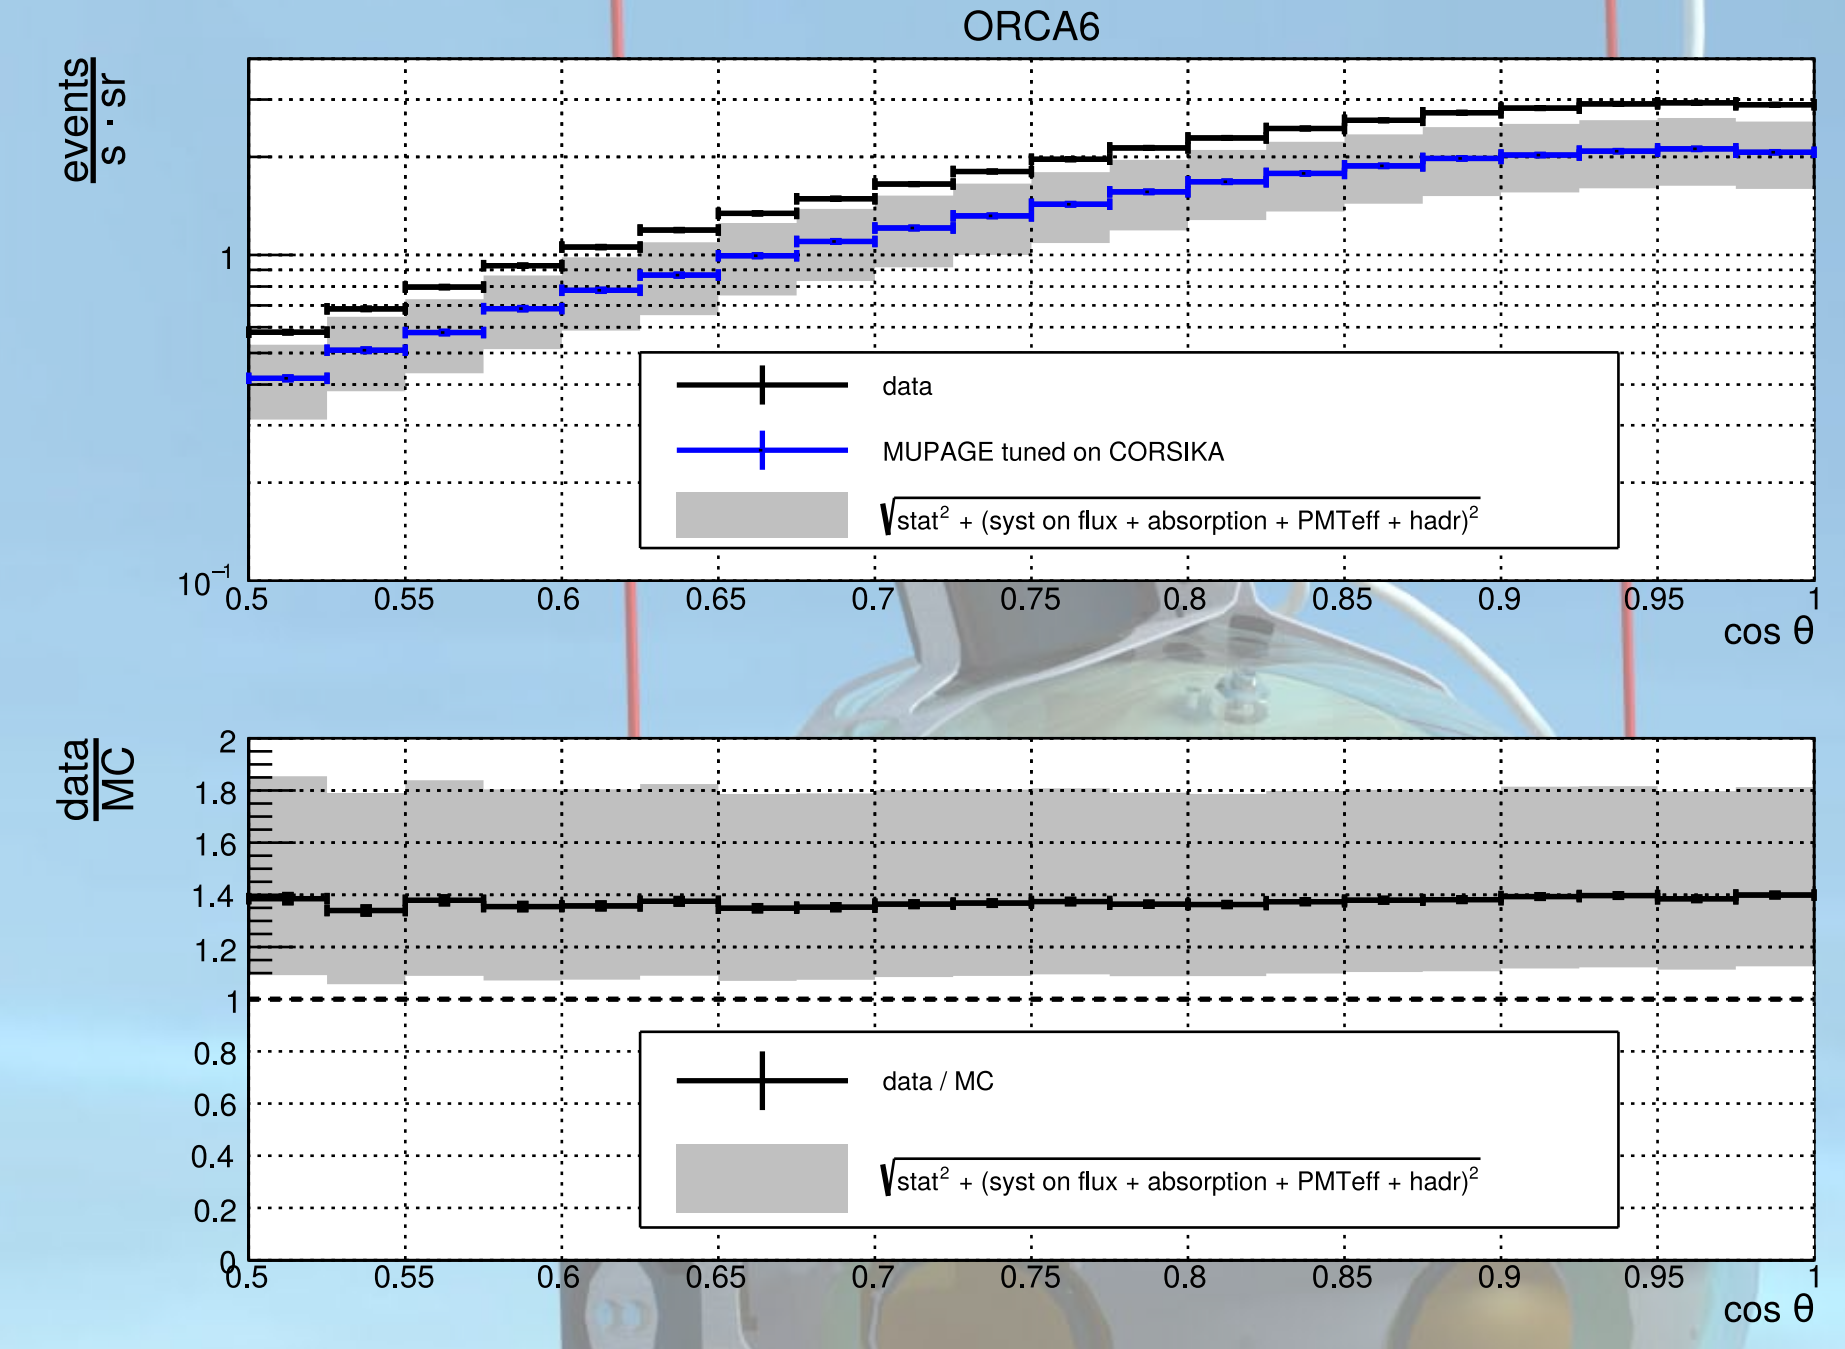 ORCA6
events
s · sr
1
10⁻¹
0.5 0.55 0.6 0.65 0.7 0.75 0.8 0.85 0.9 0.95 1
cos θ
data
MUPAGE tuned on CORSIKA
√stat² + (syst on flux + absorption + PMTeff + hadr)²
data
MC
2
1.8
1.6
1.4
1.2
1
0.8
0.6
0.4
0.2
0
0.5 0.55 0.6 0.65 0.7 0.75 0.8 0.85 0.9 0.95 1
cos θ
data / MC
√stat² + (syst on flux + absorption + PMTeff + hadr)²